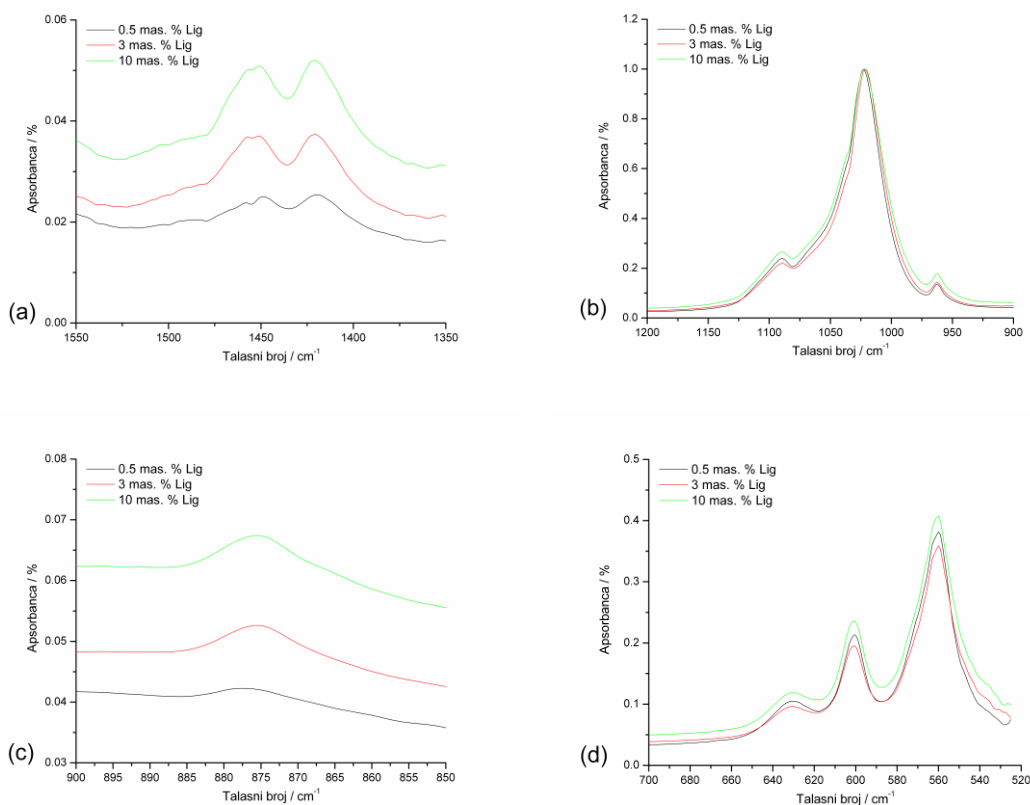 0.06
0.04
0.02
0.00
0.5 mas. % Lig
3 mas. % Lig
10 mas. % Lig
Apsorbanca / %
(a)
1550 1500 1450 1400 1350
Talasni broj / cm⁻¹
1.2
1.0
0.8
0.6
0.4
0.2
0.0
0.5 mas. % Lig
3 mas. % Lig
10 mas. % Lig
Apsorbanca / %
(b)
1200 1150 1100 1050 1000 950 900
Talasni broj / cm⁻¹
0.08
0.07
0.06
0.05
0.04
0.03
0.5 mas. % Lig
3 mas. % Lig
10 mas. % Lig
Apsorbanca / %
(c)
900 895 890 885 880 875 870 865 860 855 850
Talasni broj / cm⁻¹
0.5
0.4
0.3
0.2
0.1
0.0
0.5 mas. % Lig
3 mas. % Lig
10 mas. % Lig
Apsorbanca / %
(d)
700 680 660 640 620 600 580 560 540 520
Talasni broj / cm⁻¹